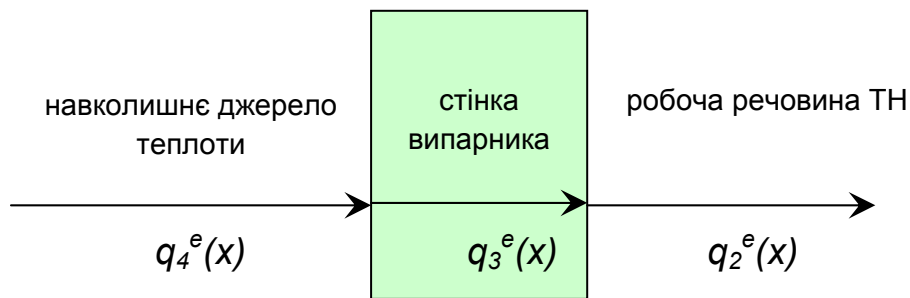 навколишнє джерело
теплоти
стінка
випарника
робоча речовина ТН
q₄ᵉ(x)
q₃ᵉ(x)
q₂ᵉ(x)